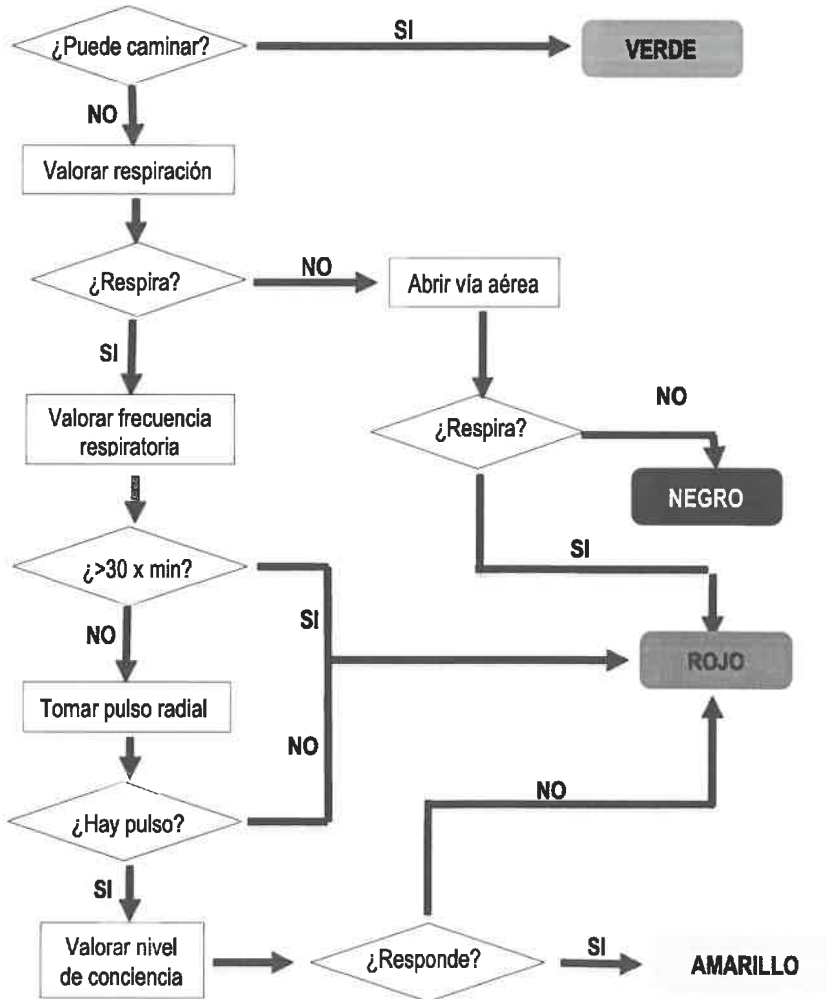 ¿Puede caminar?
SI
VERDE
NO
Valorar respiración
¿Respira?
NO
Abrir vía aérea
SI
Valorar frecuencia
respiratoria
¿Respira?
NO
NEGRO
SI
¿>30 x min?
SI
NO
ROJO
Tomar pulso radial
NO
¿Hay pulso?
NO
SI
Valorar nivel
de conciencia
¿Responde?
SI
AMARILLO